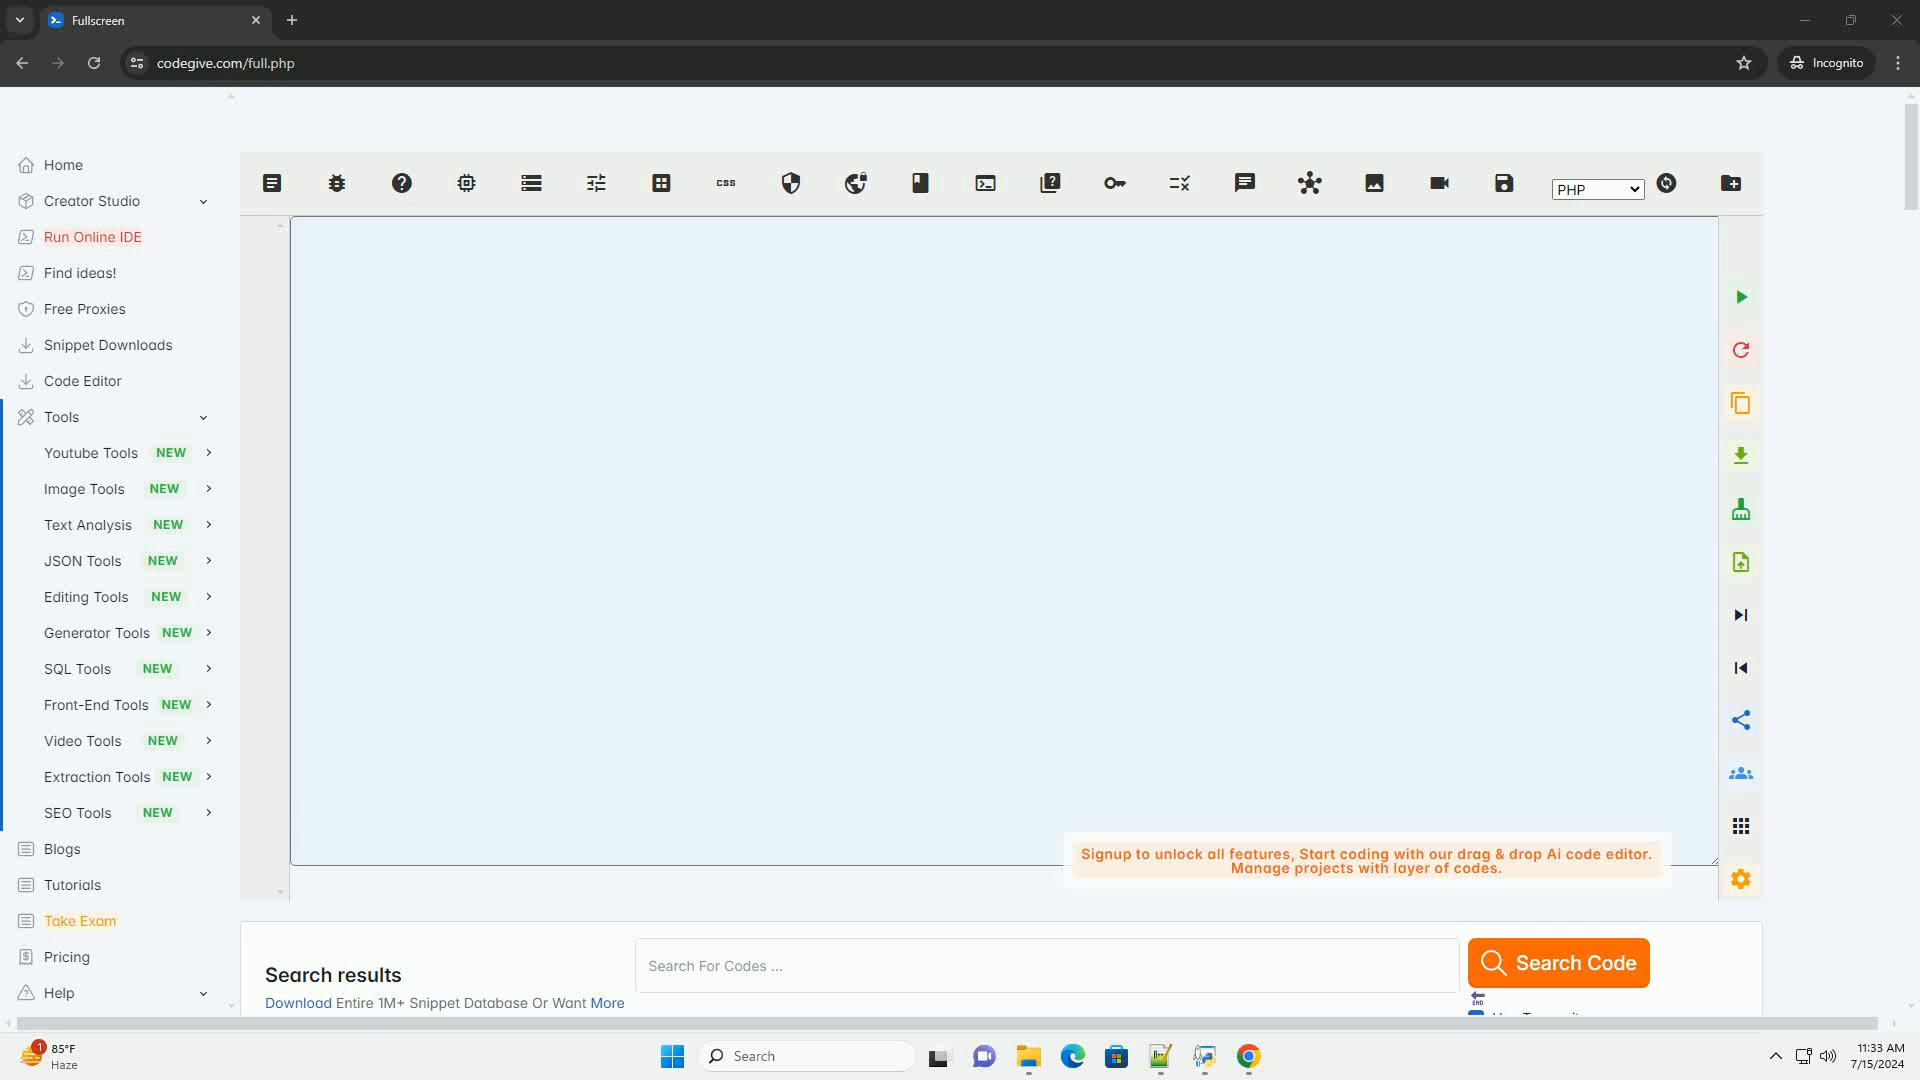 Fullscreen
codegive.com/full.php
Incognito
Home
Creator Studio
Run Online IDE
Find ideas!
Free Proxies
Snippet Downloads
Code Editor
Tools
Youtube Tools NEW
Image Tools NEW
Text Analysis NEW
JSON Tools NEW
Editing Tools NEW
Generator Tools NEW
SQL Tools NEW
Front-End Tools NEW
Video Tools NEW
Extraction Tools NEW
SEO Tools NEW
Blogs
Tutorials
Take Exam
Pricing
Help
CSS
PHP
Signup to unlock all features, Start coding with our drag & drop Ai code editor.
Manage projects with layer of codes.
Search results
Search For Codes ...
Search Code
Download Entire 1M+ Snippet Database Or Want More
END
1
85°F
Haze
Search
11:33 AM
7/15/2024